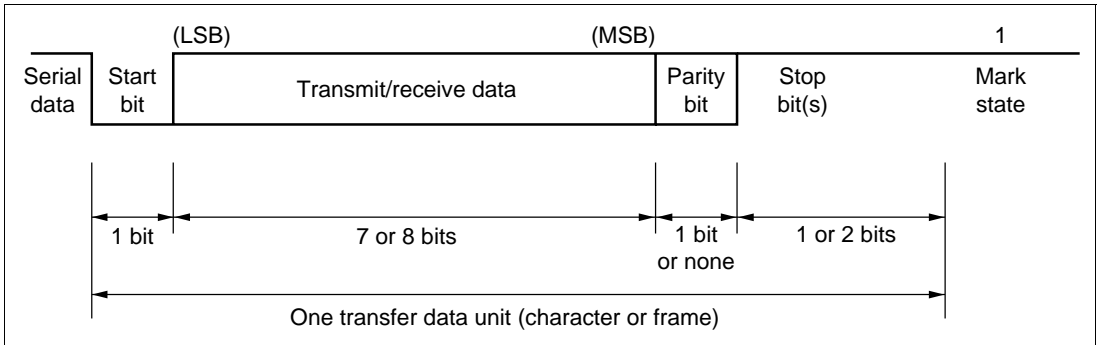 (LSB) (MSB) 1
Serial data
Start bit
Transmit/receive data
Parity bit
Stop bit(s)
Mark state
1 bit
7 or 8 bits
1 bit or none
1 or 2 bits
One transfer data unit (character or frame)